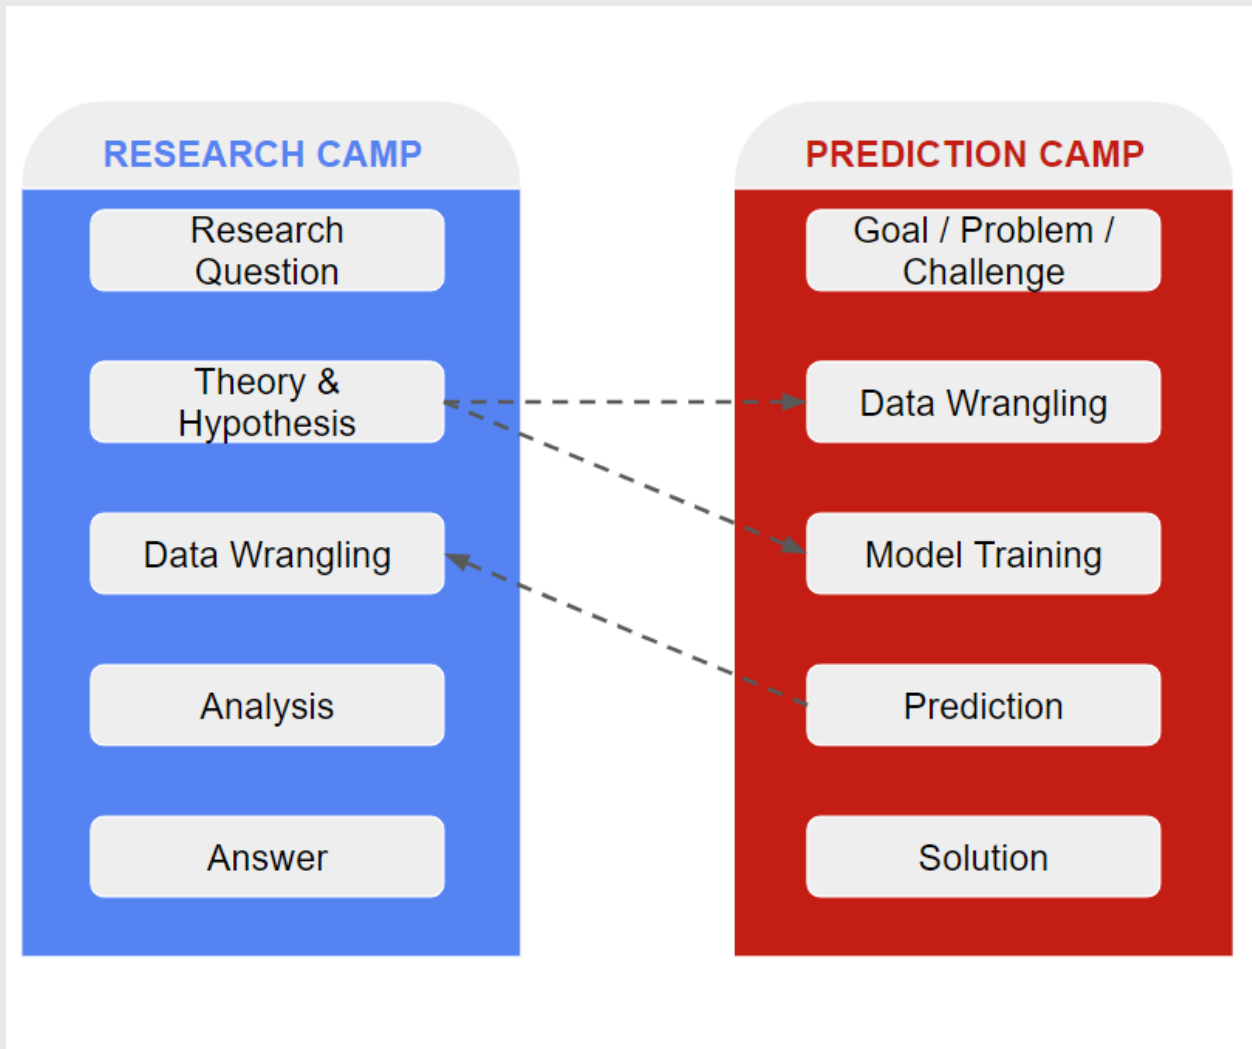 RESEARCH CAMP
Research
Question
Theory &
Hypothesis
Data Wrangling
Analysis
Answer
PREDICTION CAMP
Goal / Problem /
Challenge
Data Wrangling
Model Training
Prediction
Solution